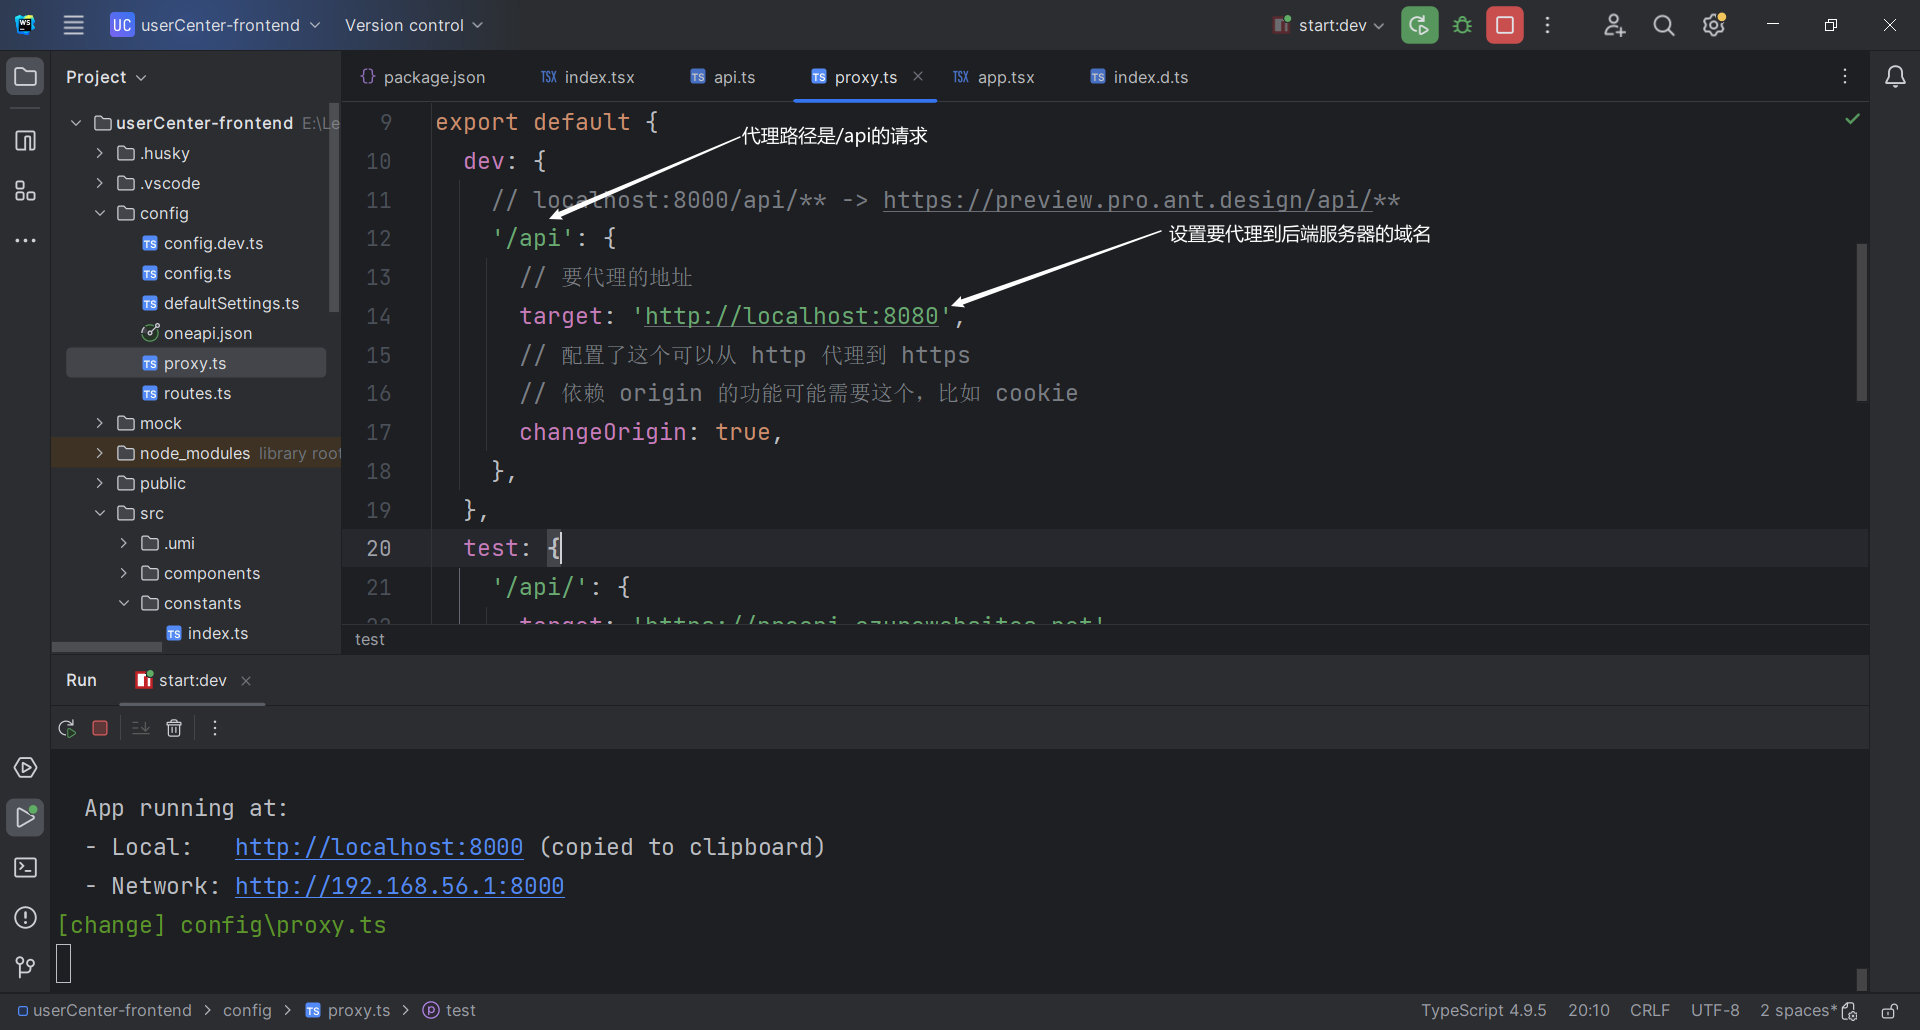 UC userCenter-frontend Version control start:dev
Project
package.json index.tsx api.ts proxy.ts app.tsx index.d.ts
userCenter-frontend E:\Le
.husky
.vscode
config
config.dev.ts
config.ts
defaultSettings.ts
oneapi.json
proxy.ts
routes.ts
mock
node_modules library root
public
src
.umi
components
constants
index.ts
9 export default {
代理路径是/api的请求
10 dev: {
11 // localhost:8000/api/** -> https://preview.pro.ant.design/api/**
12 '/api': {
设置要代理到后端服务器的域名
13 // 要代理的地址
14 target: 'http://localhost:8080',
15 // 配置了这个可以从 http 代理到 https
16 // 依赖 origin 的功能可能需要这个，比如 cookie
17 changeOrigin: true,
18 },
19 },
20 test: {
21 '/api/': {
22 target: 'https://proapi.azurewebsites.net'
test
Run start:dev
App running at:
- Local: http://localhost:8000 (copied to clipboard)
- Network: http://192.168.56.1:8000
[change] config\proxy.ts
userCenter-frontend > config > proxy.ts > test
TypeScript 4.9.5 20:10 CRLF UTF-8 2 spaces*